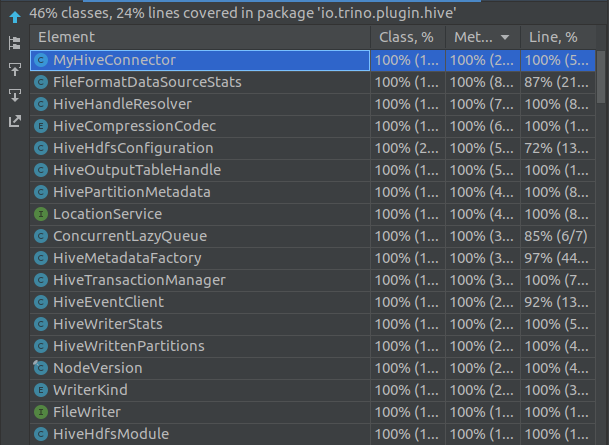 46% classes, 24% lines covered in package 'io.trino.plugin.hive'
Element Class, % Met... Line, %
C MyHiveConnector 100% (1... 100% (2... 100% (5...
C FileFormatDataSourceStats 100% (1... 100% (8... 87% (21...
C HiveHandleResolver 100% (1... 100% (7... 100% (8...
E HiveCompressionCodec 100% (1... 100% (6... 100% (1...
C HiveHdfsConfiguration 100% (2... 100% (5... 72% (13...
C HiveOutputTableHandle 100% (1... 100% (5... 100% (1...
C HivePartitionMetadata 100% (1... 100% (4... 100% (8...
I LocationService 100% (1... 100% (4... 100% (8...
C ConcurrentLazyQueue 100% (1... 100% (3... 85% (6/7)
C HiveMetadataFactory 100% (1... 100% (3... 97% (44...
C HiveTransactionManager 100% (1... 100% (3... 100% (7...
C HiveEventClient 100% (1... 100% (2... 92% (13...
C HiveWriterStats 100% (1... 100% (2... 100% (5...
C HiveWrittenPartitions 100% (1... 100% (2... 100% (4...
C NodeVersion 100% (1... 100% (2... 100% (4...
E WriterKind 100% (1... 100% (2... 100% (3...
I FileWriter 100% (1... 100% (1... 100% (1...
C HiveHdfsModule 100% (1... 100% (1... 100% (8...